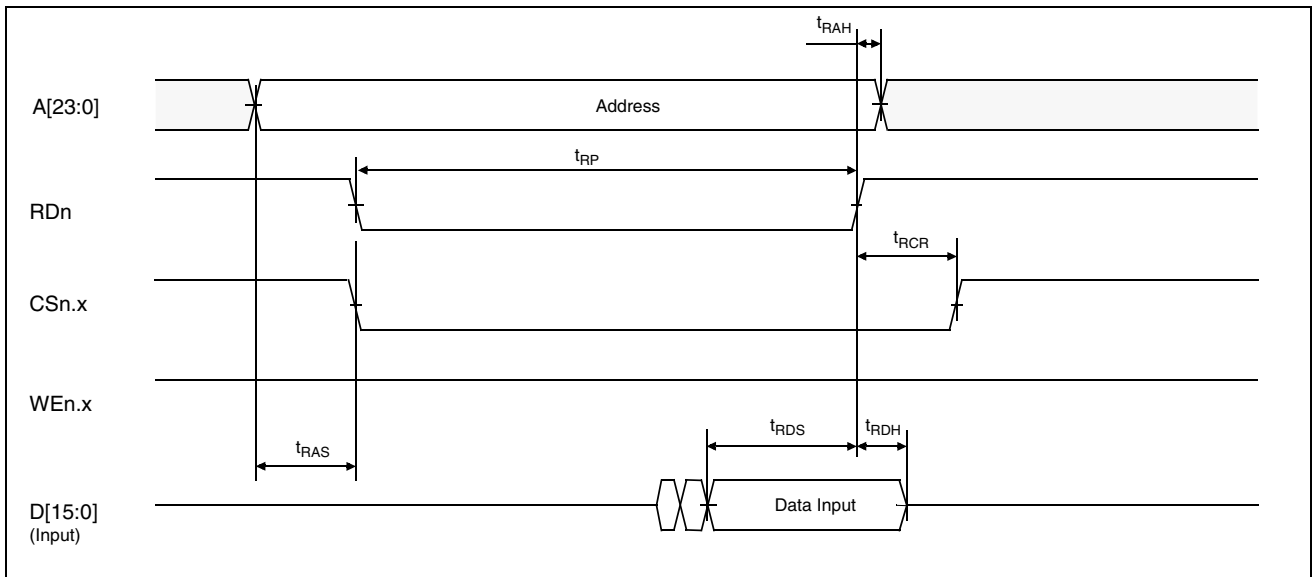 tRAH
A[23:0]
Address
tRP
RDn
tRCR
CSn.x
WEn.x
tRDS
tRDH
tRAS
D[15:0]
Data Input
(Input)